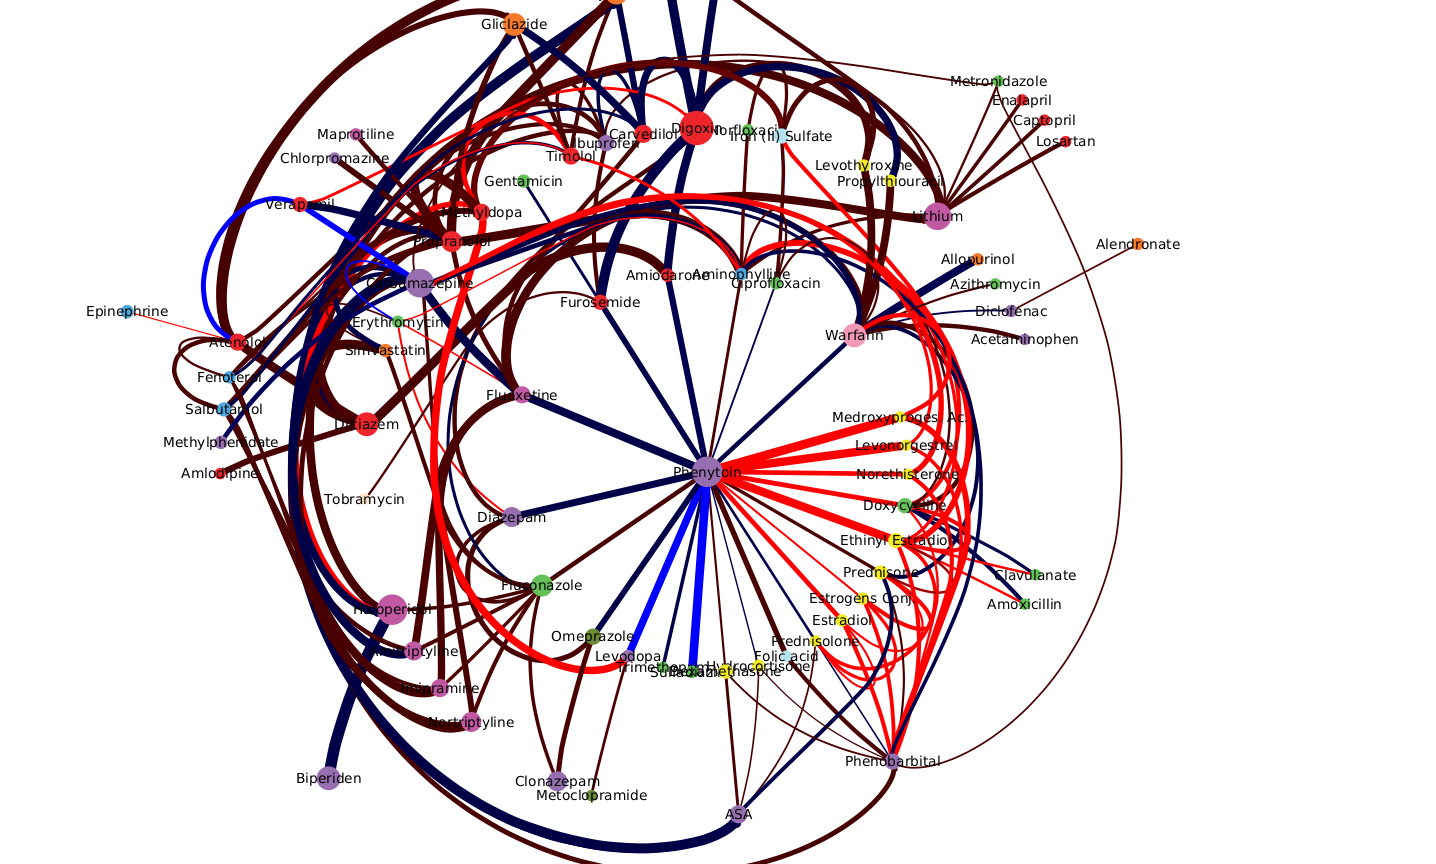 Gliclazide
Metronidazole
Enalapril
Captopril
Maprotiline
Carvedilol
Digoxin
Norfloxacin
Iron (II) Sulfate
Losartan
Ibuprofen
Timolol
Chlorpromazine
Levothyroxine
Gentamicin
Propylthiouracil
Verapamil
Methyldopa
Lithium
Propranolol
Alendronate
Allopurinol
Amiodarone
Aminophylline
Carbamazepine
Ciprofloxacin
Azithromycin
Furosemide
Epinephrine
Diclofenac
Erythromycin
Warfarin
Acetaminophen
Atenolol
Simvastatin
Fenoterol
Fluoxetine
Salbutamol
Medroxyproges. Ac.
Diltiazem
Methylphenidate
Levonorgestrel
Amlodipine
Phenytoin
Norethisterone
Tobramycin
Doxycycline
Diazepam
Ethinyl Estradiol
Prednisone
Clavulanate
Fluconazole
Estrogens Conj.
Amoxicillin
Haloperidol
Estradiol
Omeprazole
Prednisolone
Amitriptyline
Levodopa
Folic acid
Trimethoprim
Hydrocortisone
Dexamethasone
Imipramine
Nortriptyline
Phenobarbital
Biperiden
Clonazepam
Metoclopramide
ASA